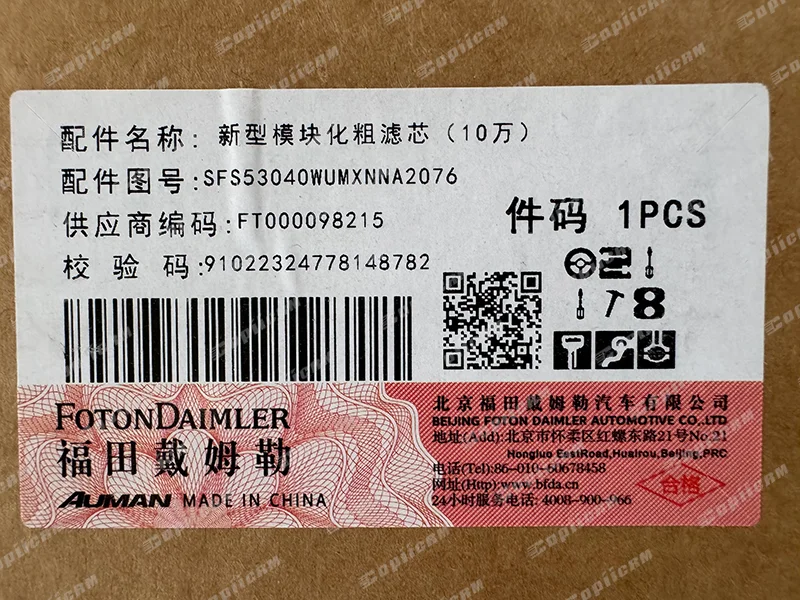 配件名称: 新型模块化粗滤芯（10万）
配件图号:SFS53040WUMXNNA2076
供应商编码:FT000098215
校 验 码:91022324778148782
件码 1PCS
2
8
FOTONDAIMLER
福田戴姆勒
AUMAN MADE IN CHINA
北京福田戴姆勒汽车有限公司
BEIJING FOTON DAIMLER AUTOMOTIVE CO.,LTD
地址(Add):北京市怀柔区红螺东路21号No.21
Hongluo EastRoad,Huairou,Beijing,PRC
电话(Tel):86-010-60678458
网址(Http):www.bfda.cn
24小时服务电话: 4008-900-966
合格
Copiicrm